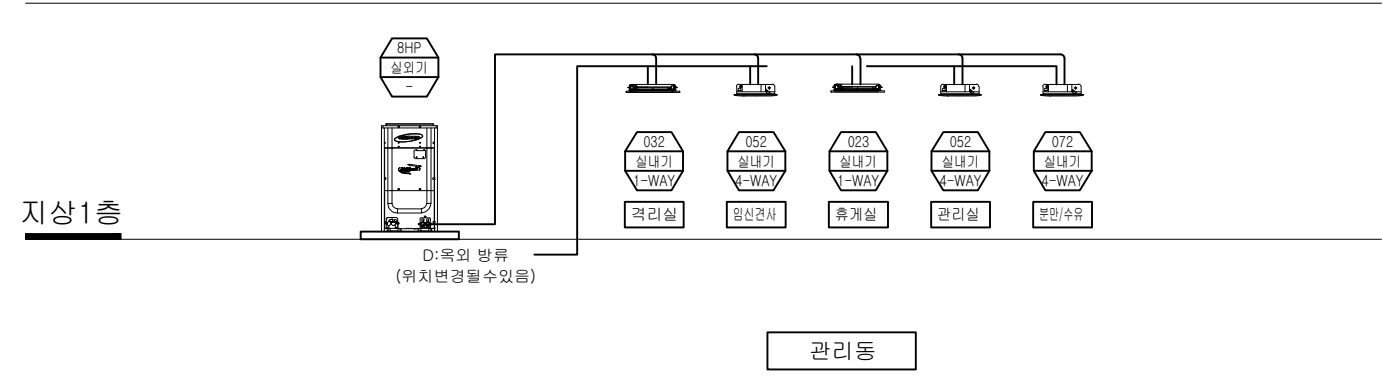 8HP
실외기
-
032
실내기
1-WAY
052
실내기
4-WAY
023
실내기
1-WAY
052
실내기
4-WAY
072
실내기
4-WAY
지상1층
격리실
임신견사
휴게실
관리실
분만/수유
D:옥외 방류
(위치변경될수있음)
관리동